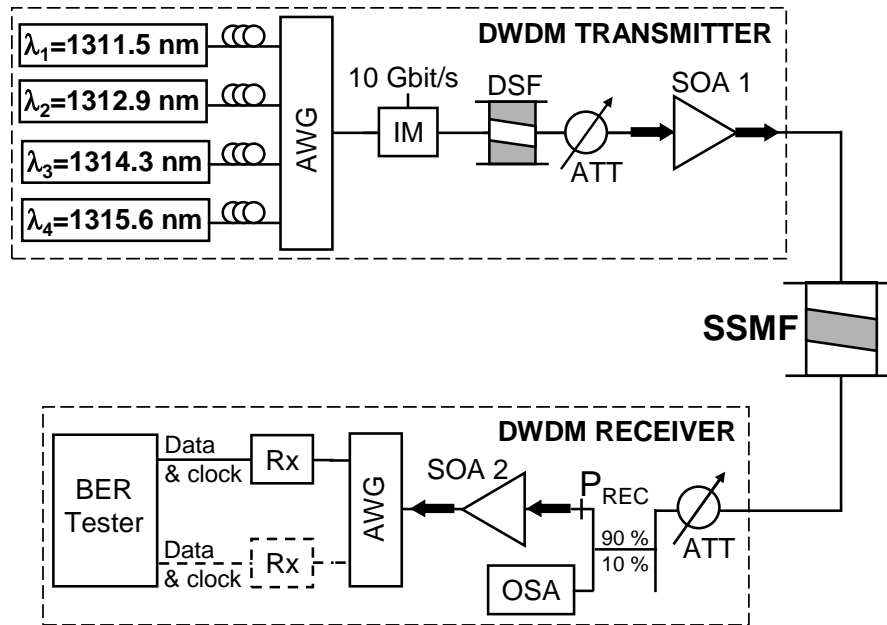 DWDM TRANSMITTER
λ1=1311.5 nm
λ2=1312.9 nm
λ3=1314.3 nm
λ4=1315.6 nm
AWG
10 Gbit/s
IM
DSF
ATT
SOA 1
SSMF
DWDM RECEIVER
BER
Tester
Data
& clock
Rx
Data
& clock
Rx
AWG
SOA 2
PREC
90 %
10 %
OSA
ATT